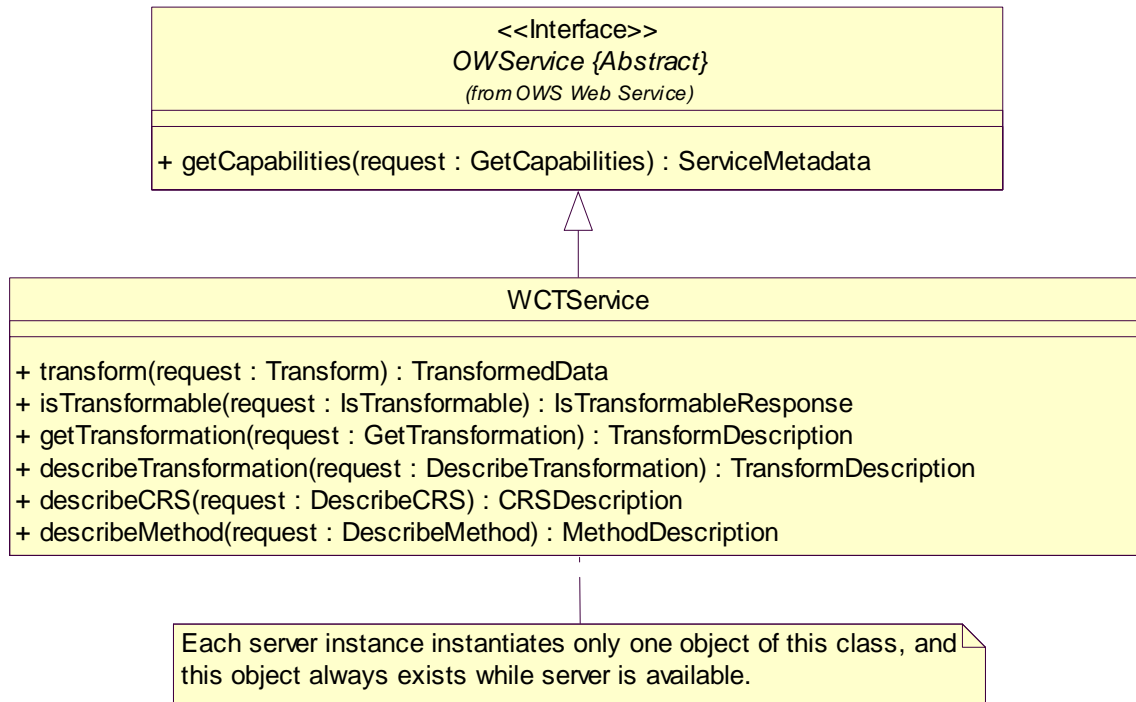 <<Interface>>
OWService {Abstract}
(from OWS Web Service)
+ getCapabilities(request : GetCapabilities) : ServiceMetadata
WCTService
+ transform(request : Transform) : TransformedData
+ isTransformable(request : IsTransformable) : IsTransformableResponse
+ getTransformation(request : GetTransformation) : TransformDescription
+ describeTransformation(request : DescribeTransformation) : TransformDescription
+ describeCRS(request : DescribeCRS) : CRSDescription
+ describeMethod(request : DescribeMethod) : MethodDescription
Each server instance instantiates only one object of this class, and
this object always exists while server is available.